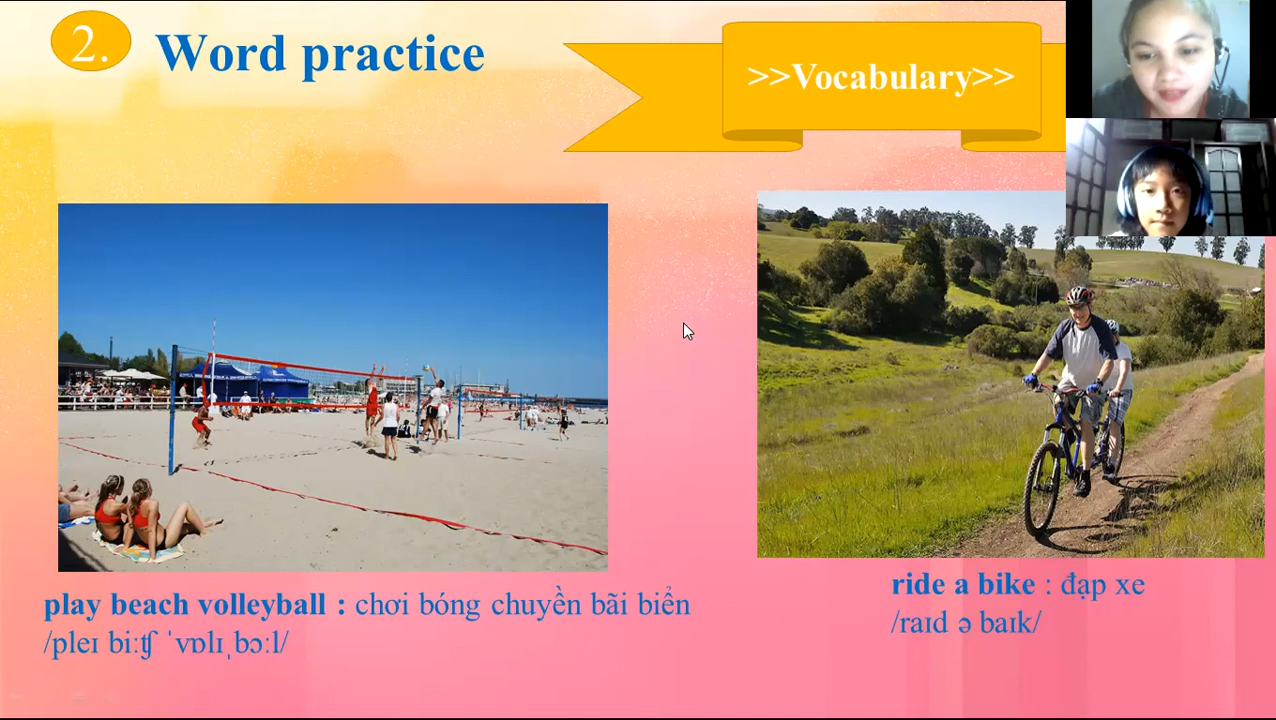 2.
Word practice
>>Vocabulary>>
play beach volleyball : chơi bóng chuyền bãi biển
/pleɪ biːʧ ˈvɒlɪˌbɔːl/
ride a bike : đạp xe
/raɪd ə baɪk/